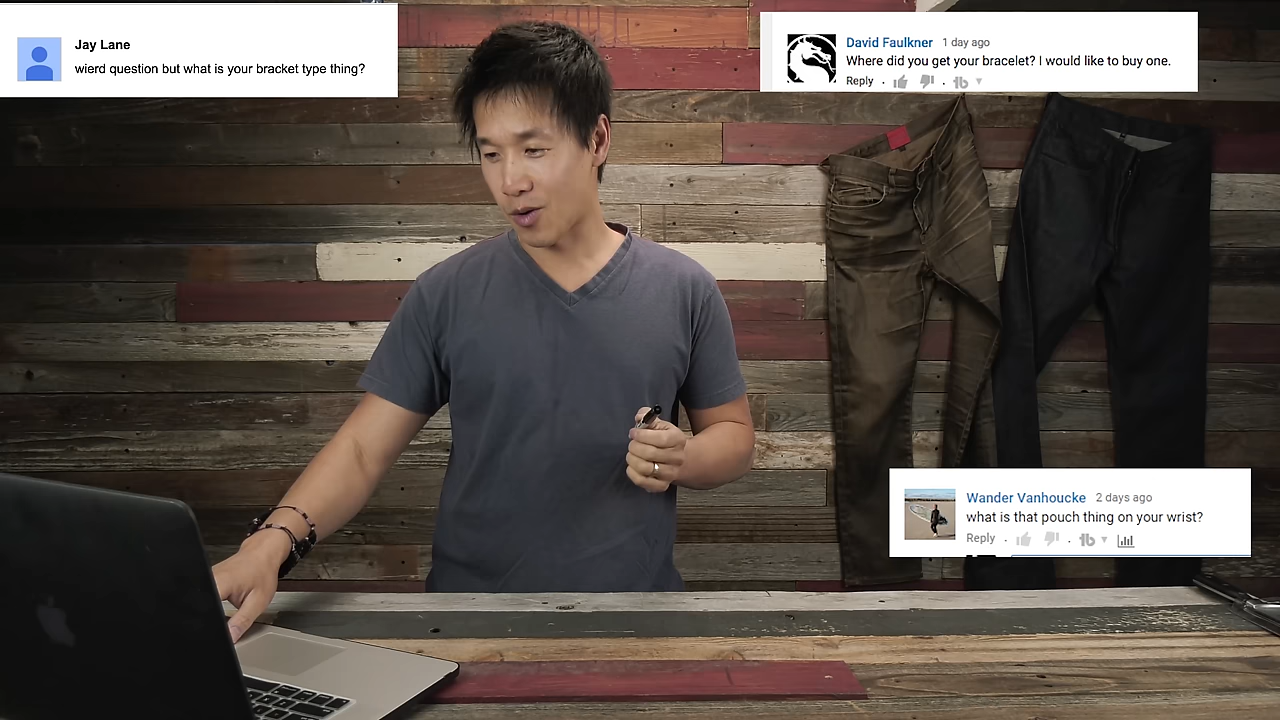 Jay Lane
wierd question but what is your bracket type thing?
David Faulkner 1 day ago
Where did you get your bracelet? I would like to buy one.
Reply
Wander Vanhoucke 2 days ago
what is that pouch thing on your wrist?
Reply